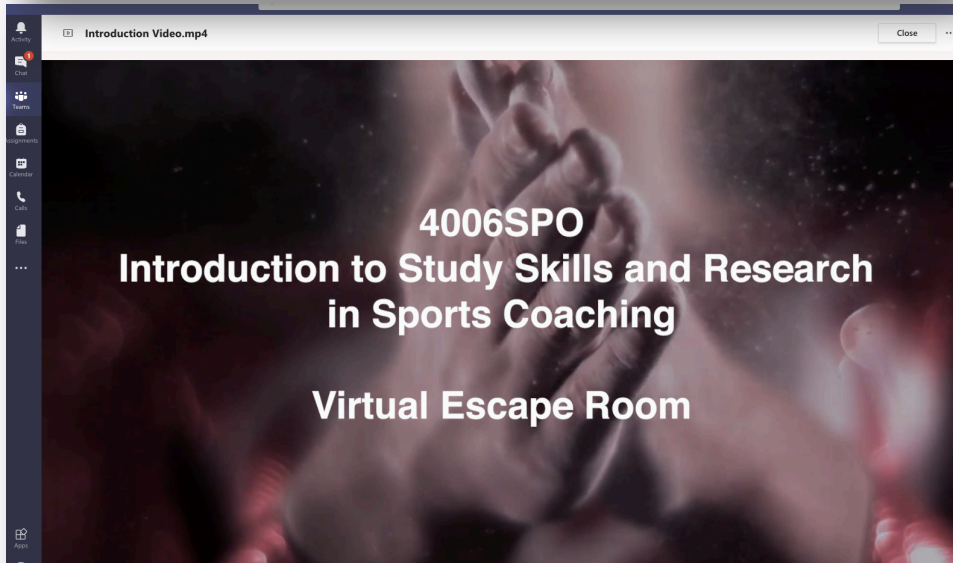 Activity
Introduction Video.mp4
Close
1
Chat
Teams
Assignments
Calendar
Calls
Files
4006SPO
Introduction to Study Skills and Research
in Sports Coaching
Virtual Escape Room
Apps